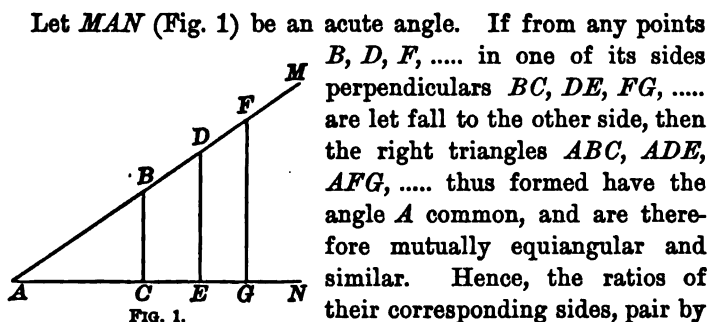 Let MAN (Fig. 1) be an acute angle. If from any points
B, D, F, ..... in one of its sides
perpendiculars BC, DE, FG, .....
are let fall to the other side, then
the right triangles ABC, ADE,
AFG, ..... thus formed have the
angle A common, and are there-
fore mutually equiangular and
similar. Hence, the ratios of
their corresponding sides, pair by
M
F
D
B
A C E G N
FIG. 1.